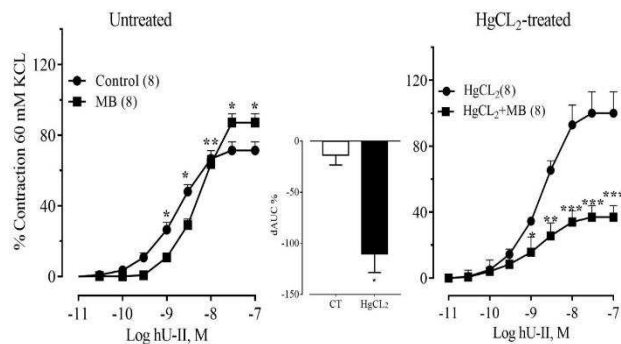 Untreated
HgCL2-treated
% Contraction 60 mM KCL
120
80
40
0
Control (8)
MB (8)
*
*
**
*
*
-11
-10
-9
-8
-7
Log hU-II, M
dAUC %
0
-50
-100
-150
*
CT
HgCL2
120
80
40
0
HgCL2(8)
HgCL2+MB (8)
*
**
***
***
***
-11
-10
-9
-8
-7
Log hU-II, M